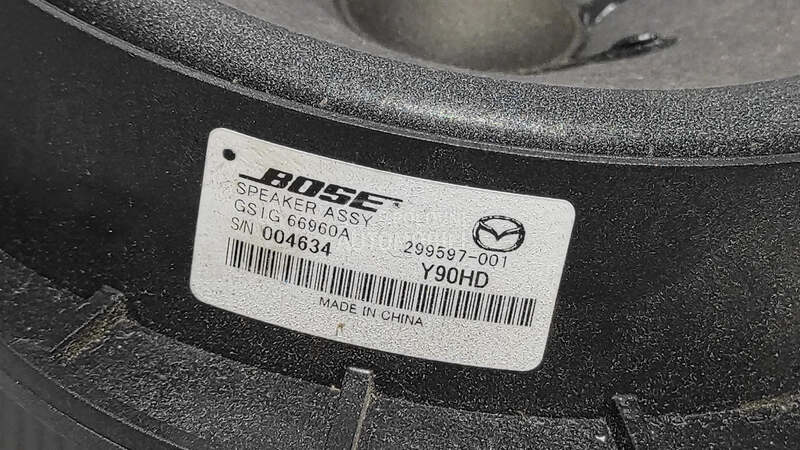 BOSE
SPEAKER ASSY
GS1G 66960A
S/N 004634
299597-001
Y90HD
MADE IN CHINA